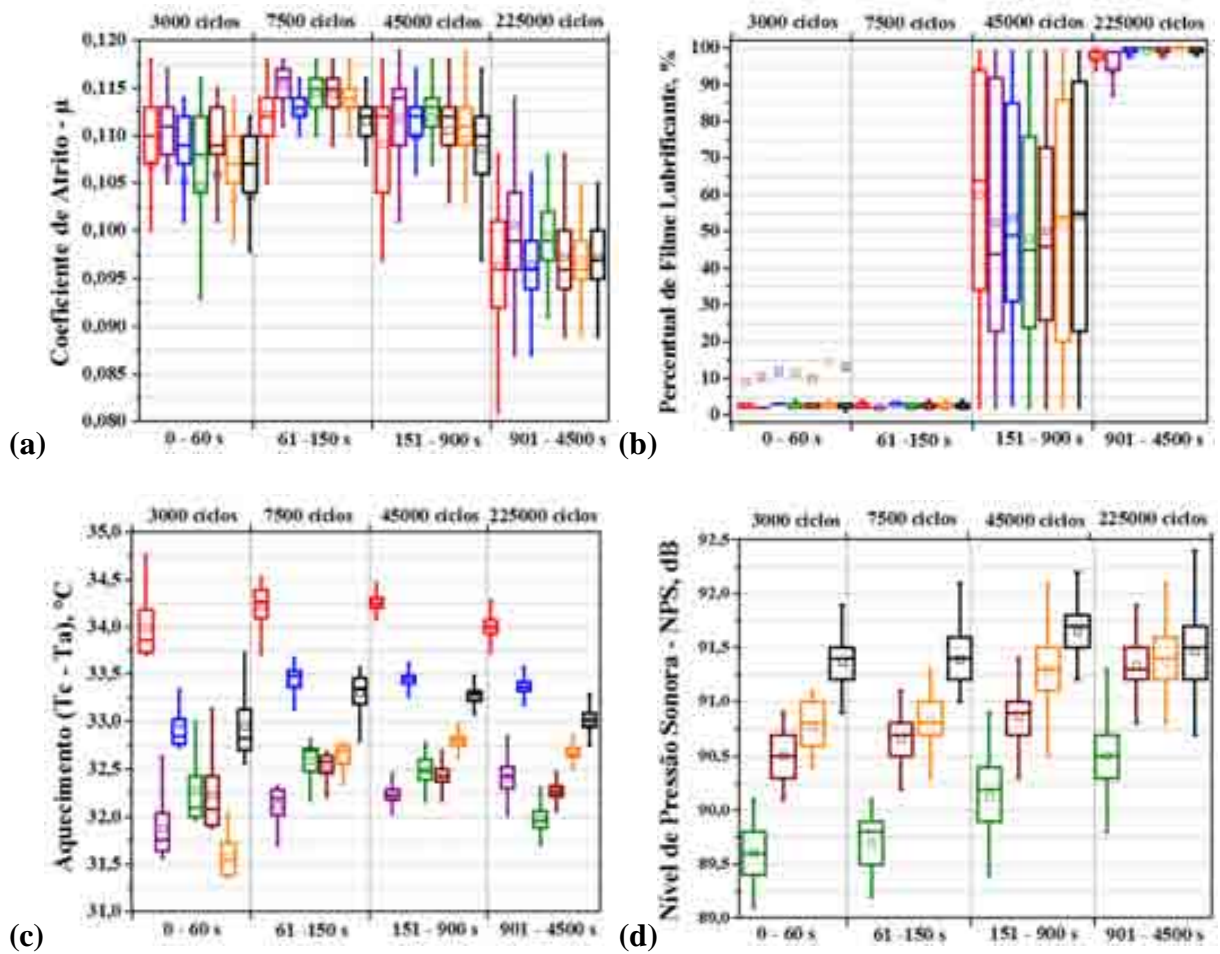 3000 ciclos 7500 ciclos 45000 ciclos 225000 ciclos
Coeficiente de Atrito - μ
0,120
0,115
0,110
0,105
0,100
0,095
0,090
0,085
0,080
0 - 60 s 61 -150 s 151 - 900 s 901 - 4500 s
(a)
3000 ciclos 7500 ciclos 45000 ciclos 225000 ciclos
Percentual de Filme Lubrificante, %
100
90
80
70
60
50
40
30
20
10
0
0 - 60 s 61 -150 s 151 - 900 s 901 - 4500 s
(b)
3000 ciclos 7500 ciclos 45000 ciclos 225000 ciclos
Aquecimento (Tc - Ta), °C
35,0
34,5
34,0
33,5
33,0
32,5
32,0
31,5
31,0
0 - 60 s 61 -150 s 151 - 900 s 901 - 4500 s
(c)
3000 ciclos 7500 ciclos 45000 ciclos 225000 ciclos
Nível de Pressão Sonora - NPS, dB
92,5
92,0
91,5
91,0
90,5
90,0
89,5
89,0
0 - 60 s 61 -150 s 151 - 900 s 901 - 4500 s
(d)